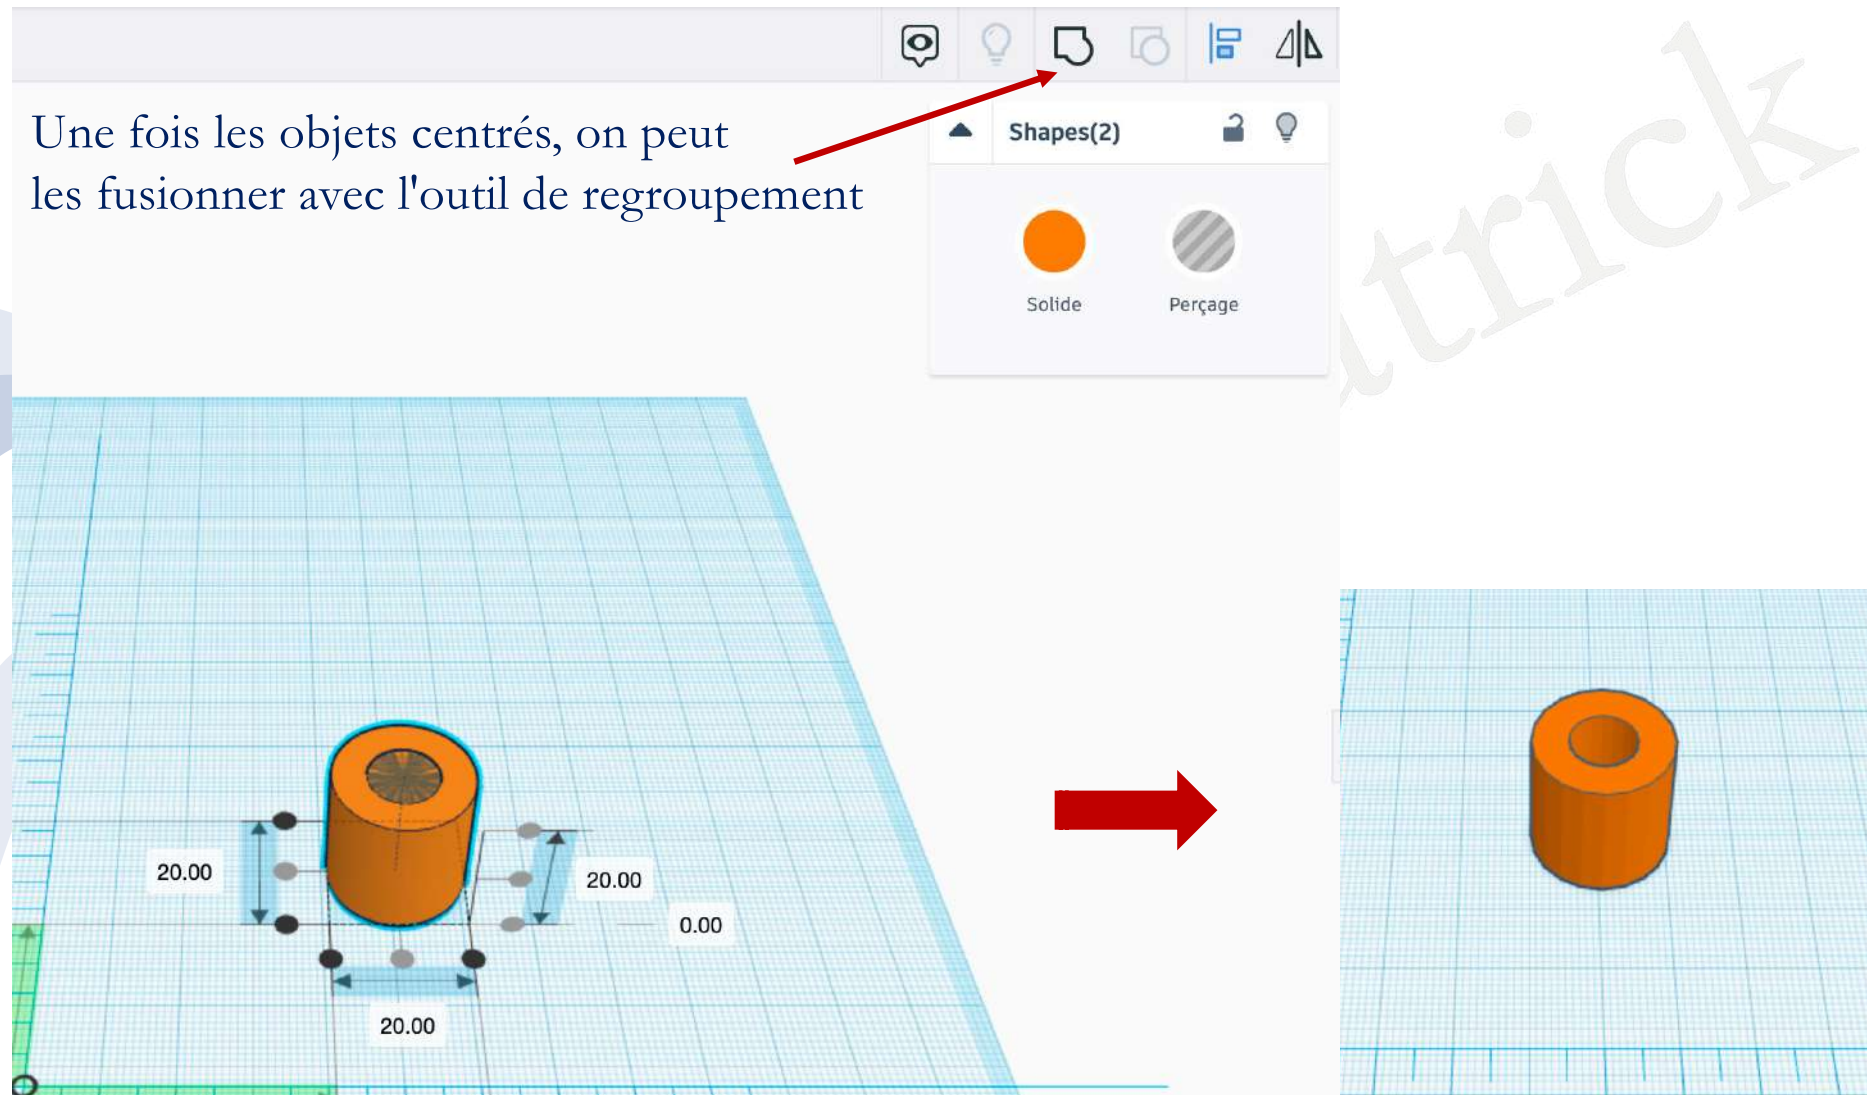 Une fois les objets centrés, on peut
les fusionner avec l'outil de regroupement
Shapes(2)
Solide
Perçage
20.00
20.00
0.00
20.00